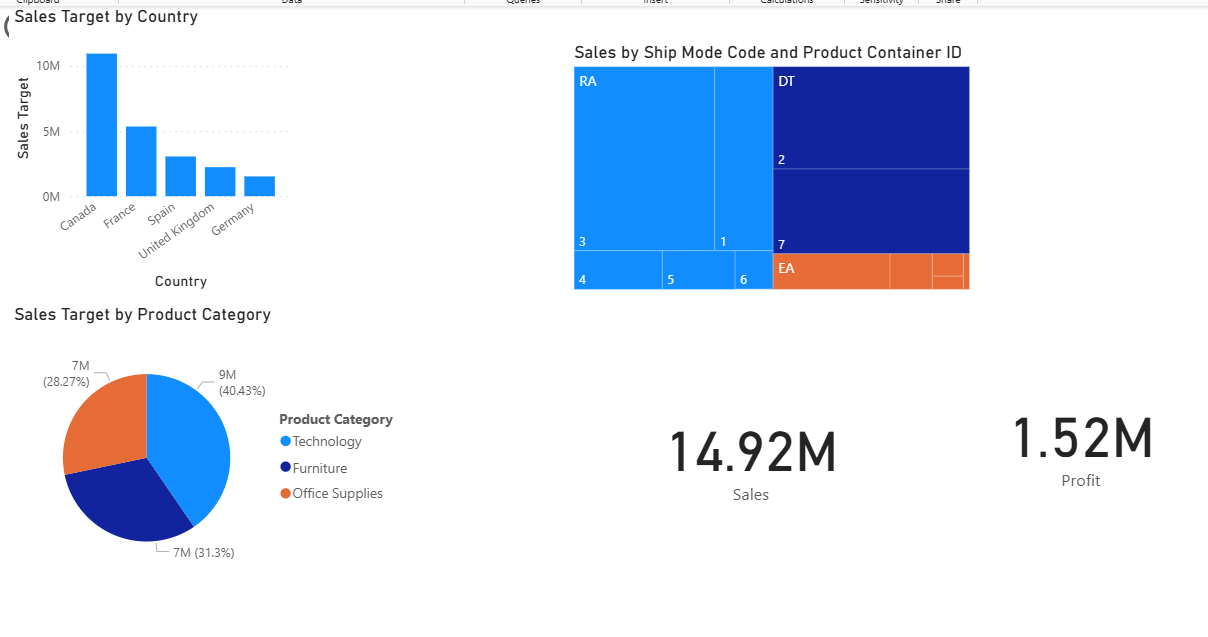 Clipboard
Data
Queries
Insert
Calculations
Sensitivity
Share
Sales Target by Country
Sales Target
10M
5M
0M
Canada
France
Spain
United Kingdom
Germany
Country
Sales by Ship Mode Code and Product Container ID
RA
3
1
4
5
6
DT
2
7
EA
Sales Target by Product Category
7M
(28.27%)
9M
(40.43%)
7M (31.3%)
Product Category
Technology
Furniture
Office Supplies
14.92M
Sales
1.52M
Profit